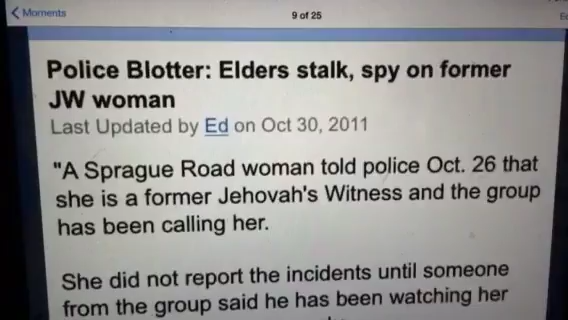 Moments
9 of 25
Police Blotter: Elders stalk, spy on former
JW woman
Last Updated by Ed on Oct 30, 2011
"A Sprague Road woman told police Oct. 26 that
she is a former Jehovah's Witness and the group
has been calling her.
She did not report the incidents until someone
from the group said he has been watching her